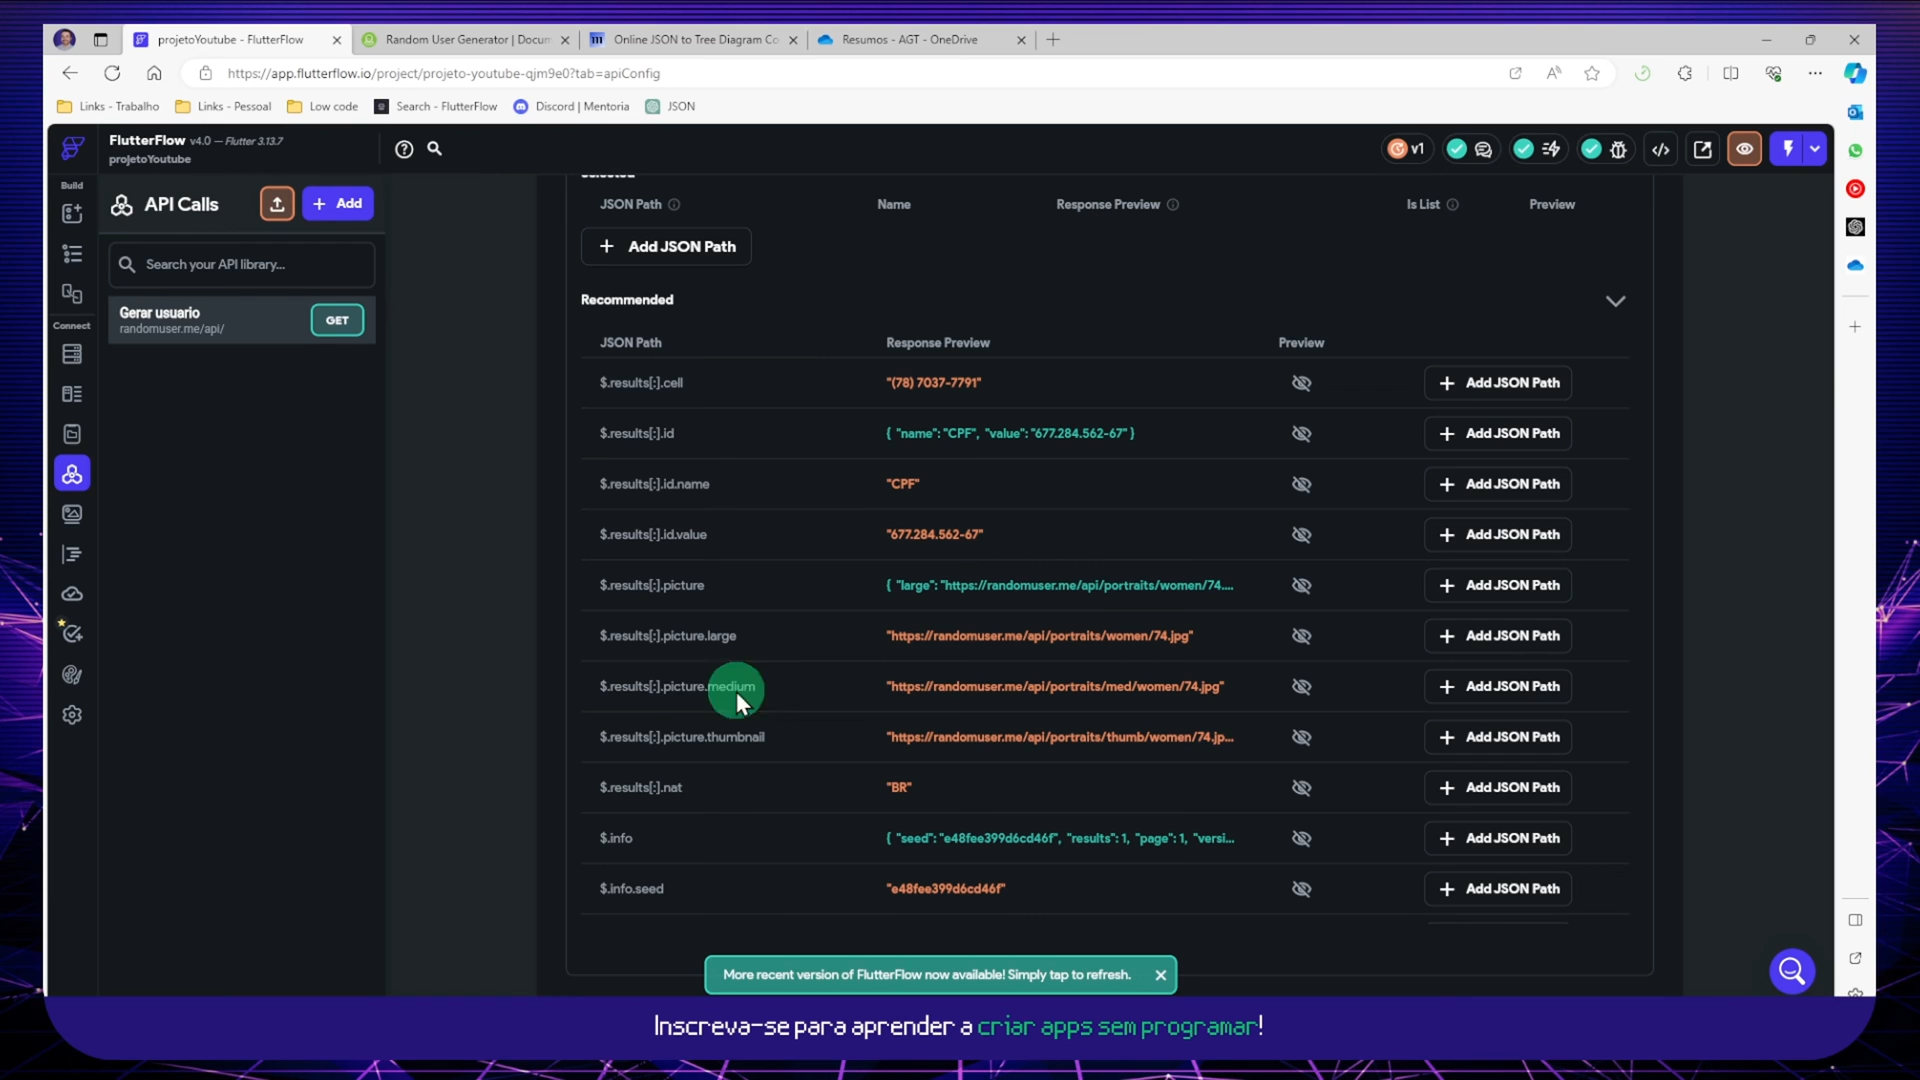 projetoYoutube - FlutterFlow
Random User Generator | Docum
Online JSON to Tree Diagram Co
Resumos - AGT - OneDrive
https://app.flutterflow.io/project/projeto-youtube-qjm9e0?tab=apiConfig
Links - Trabalho
Links - Pessoal
Low code
Search - FlutterFlow
Discord | Mentoria
JSON
FlutterFlow v4.0 — Flutter 3.13.7
projetoYoutube
v1
Build
API Calls
Add
Search your API library...
Gerar usuario
randomuser.me/api/
GET
Connect
Selected
JSON Path Name Response Preview Is List Preview
Add JSON Path
Recommended
JSON Path Response Preview Preview
$.results[:].cell "(78) 7037-7791" Add JSON Path
$.results[:].id { "name": "CPF", "value": "677.284.562-67" } Add JSON Path
$.results[:].id.name "CPF" Add JSON Path
$.results[:].id.value "677.284.562-67" Add JSON Path
$.results[:].picture { "large": "https://randomuser.me/api/portraits/women/74.... Add JSON Path
$.results[:].picture.large "https://randomuser.me/api/portraits/women/74.jpg" Add JSON Path
$.results[:].picture.medium "https://randomuser.me/api/portraits/med/women/74.jpg" Add JSON Path
$.results[:].picture.thumbnail "https://randomuser.me/api/portraits/thumb/women/74.jp... Add JSON Path
$.results[:].nat "BR" Add JSON Path
$.info { "seed": "e48fee399d6cd46f", "results": 1, "page": 1, "versi... Add JSON Path
$.info.seed "e48fee399d6cd46f" Add JSON Path
More recent version of FlutterFlow now available! Simply tap to refresh.
Inscreva-se para aprender a criar apps sem programar!